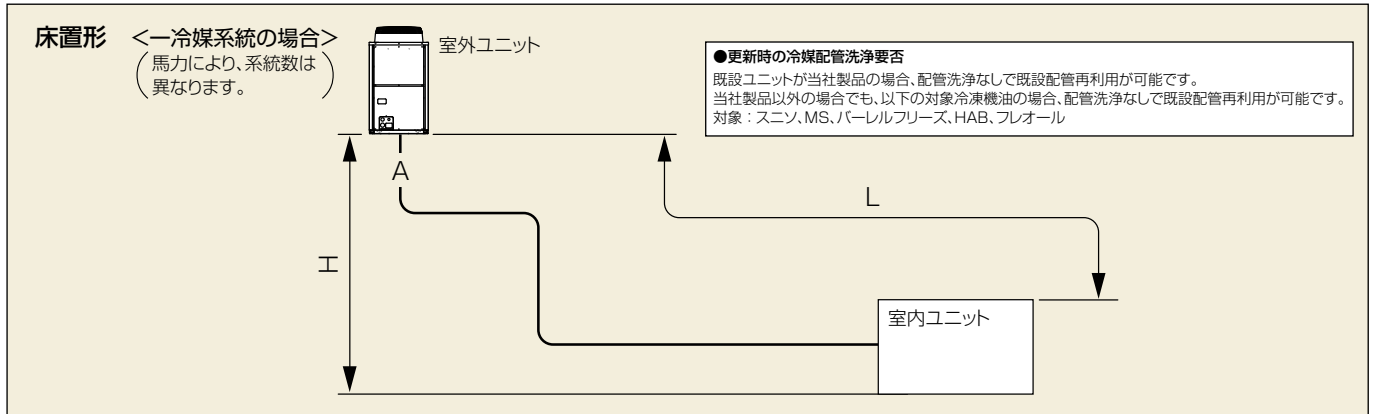 床置形 <一冷媒系統の場合>
(馬力により、系統数は
異なります。)
室外ユニット
●更新時の冷媒配管洗浄要否
既設ユニットが当社製品の場合、配管洗浄なしで既設配管再利用が可能です。
当社製品以外の場合でも、以下の対象冷凍機油の場合、配管洗浄なしで既設配管再利用が可能です。
対象：スニソ、MS、バーレルフリーズ、HAB、フレオール
A
L
H
室内ユニット